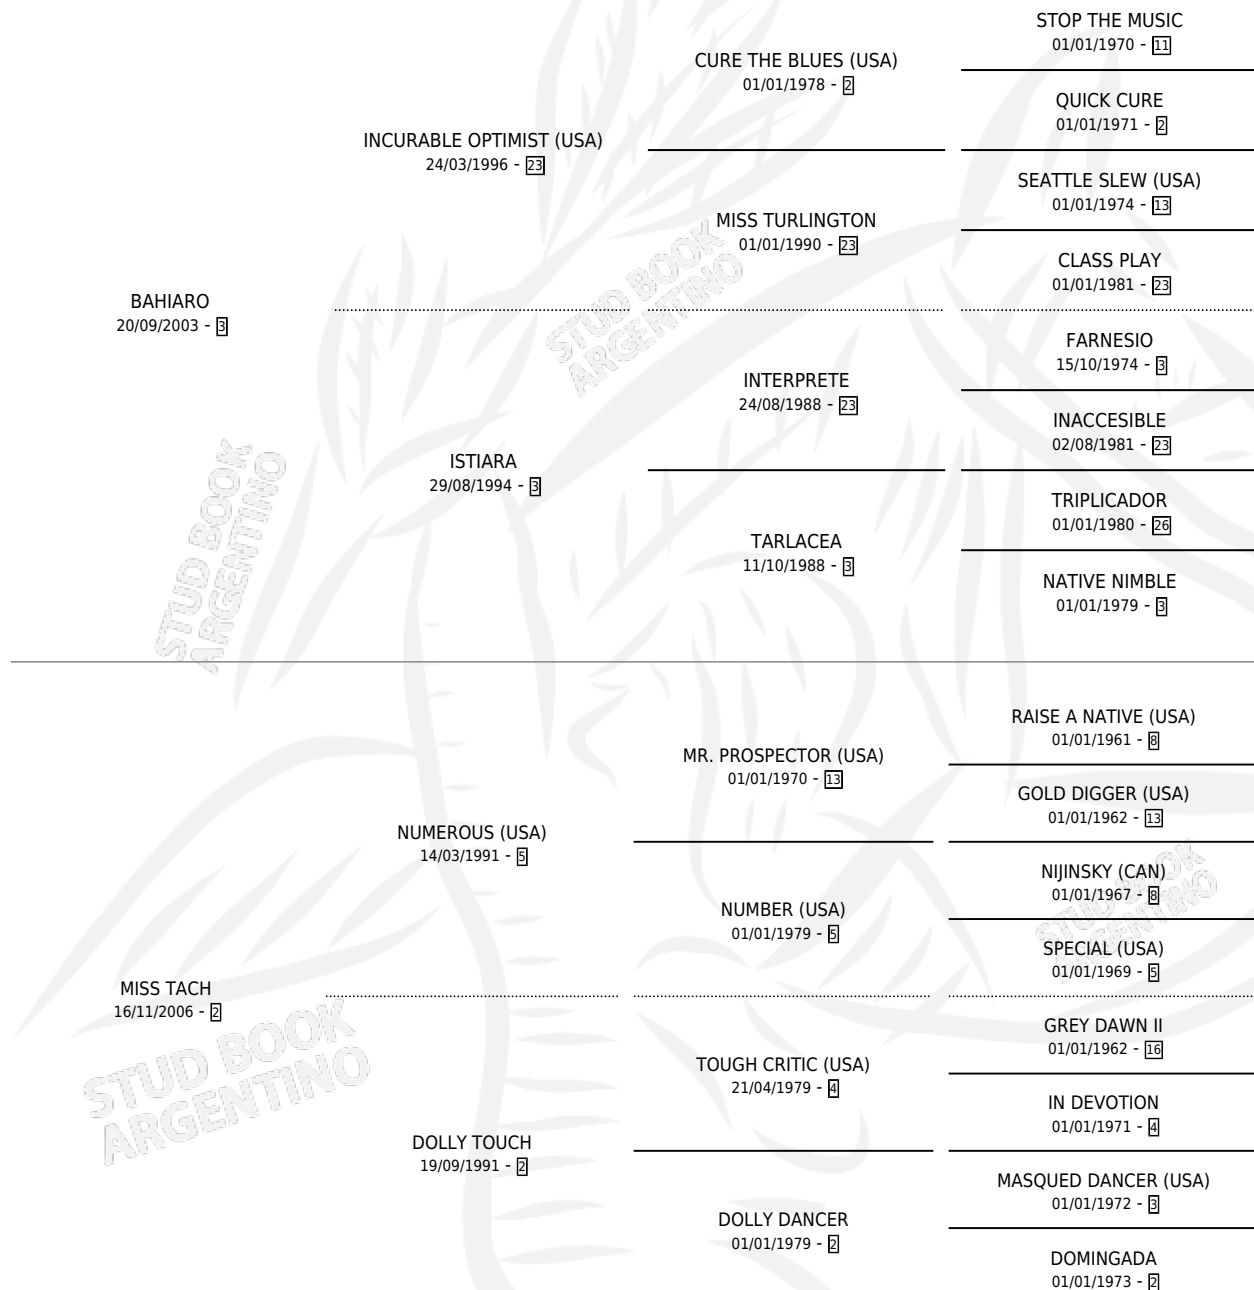 STOP THE MUSIC
01/01/1970 - 11
CURE THE BLUES (USA)
01/01/1978 - 2
QUICK CURE
01/01/1971 - 2
INCURABLE OPTIMIST (USA)
24/03/1996 - 23
SEATTLE SLEW (USA)
01/01/1974 - 13
MISS TURLINGTON
01/01/1990 - 23
CLASS PLAY
01/01/1981 - 23
BAHIARO
20/09/2003 - 3
STUD BOOK
ARGENTINO
FARNESIO
15/10/1974 - 3
INTERPRETE
24/08/1988 - 23
INACCESIBLE
02/08/1981 - 23
ISTIARA
29/08/1994 - 3
TRIPLICADOR
01/01/1980 - 26
TARLACEA
11/10/1988 - 3
NATIVE NIMBLE
01/01/1979 - 3
STUD BOOK
ARGENTINO
RAISE A NATIVE (USA)
01/01/1961 - 8
MR. PROSPECTOR (USA)
01/01/1970 - 13
GOLD DIGGER (USA)
01/01/1962 - 13
NUMEROUS (USA)
14/03/1991 - 5
NIJINSKY (CAN)
01/01/1967 - 8
NUMBER (USA)
01/01/1979 - 5
STUD BOOK
ARGENTINO
SPECIAL (USA)
01/01/1969 - 5
MISS TACH
16/11/2006 - 2
STUD BOOK
ARGENTINO
GREY DAWN II
01/01/1962 - 16
TOUGH CRITIC (USA)
21/04/1979 - 4
IN DEVOTION
01/01/1971 - 4
DOLLY TOUCH
19/09/1991 - 2
MASQUED DANCER (USA)
01/01/1972 - 3
DOLLY DANCER
01/01/1979 - 2
DOMINGADA
01/01/1973 - 2